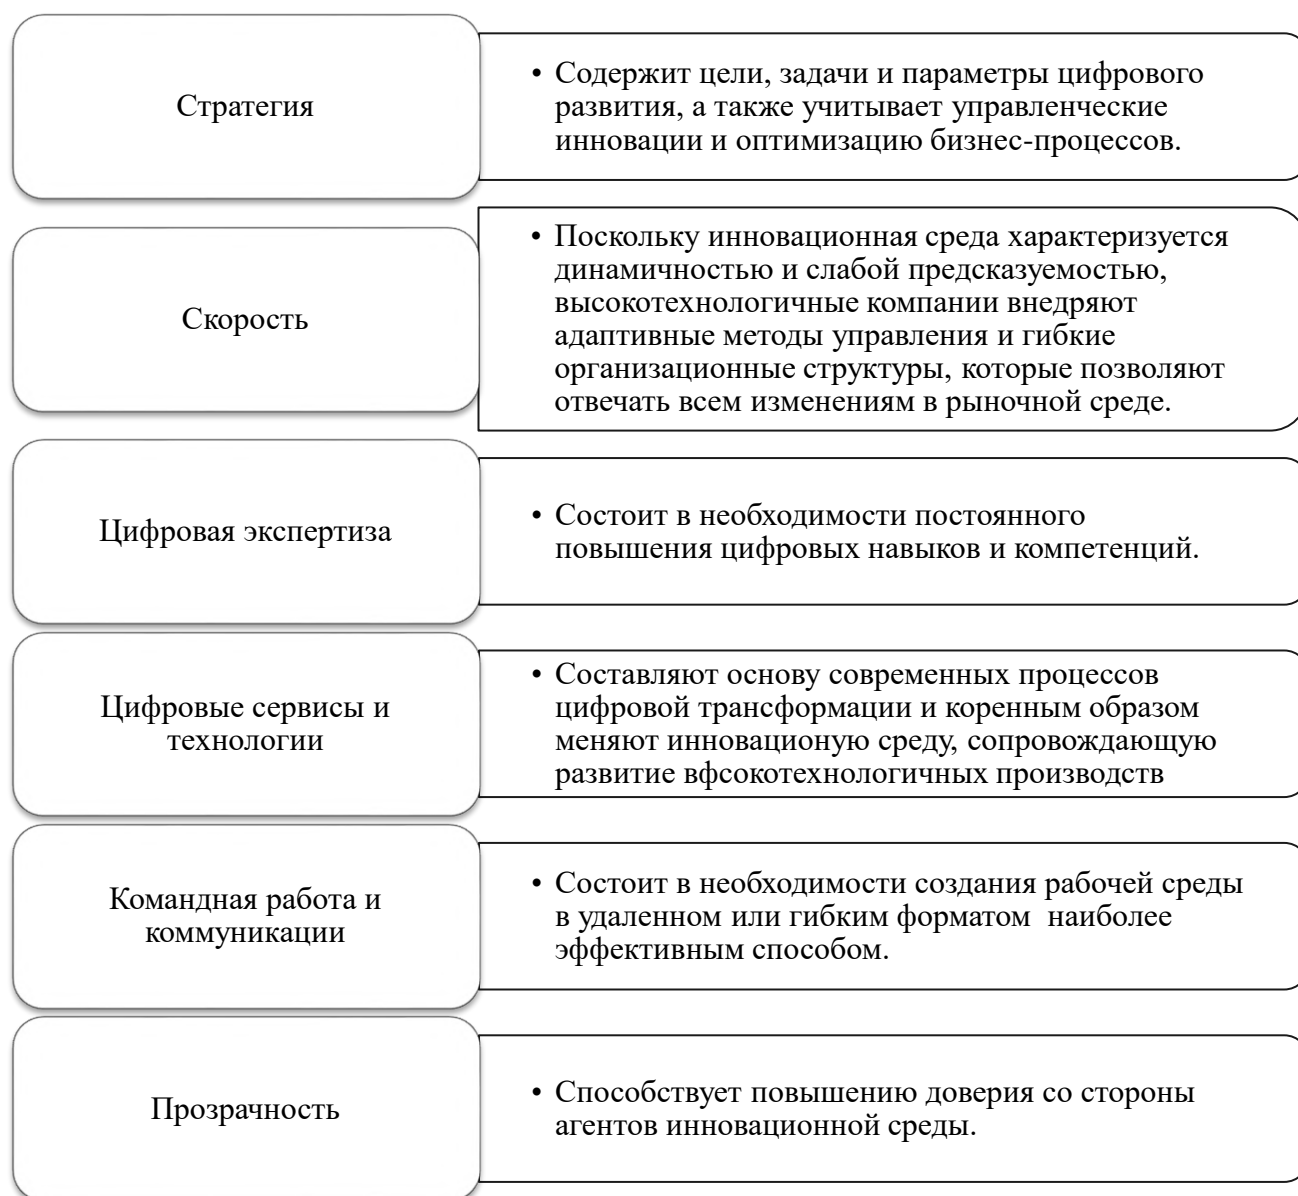 Стратегия
• Содержит цели, задачи и параметры цифрового
развития, а также учитывает управленческие
инновации и оптимизацию бизнес-процессов.
Скорость
• Поскольку инновационная среда характеризуется
динамичностью и слабой предсказуемостью,
высокотехнологичные компании внедряют
адаптивные методы управления и гибкие
организационные структуры, которые позволяют
отвечать всем изменениям в рыночной среде.
Цифровая экспертиза
• Состоит в необходимости постоянного
повышения цифровых навыков и компетенций.
Цифровые сервисы и
технологии
• Составляют основу современных процессов
цифровой трансформации и коренным образом
меняют инновационую среду, сопровождающую
развитие вфсокотехнологичных производств
Командная работа и
коммуникации
• Состоит в необходимости создания рабочей среды
в удаленном или гибким форматом  наиболее
эффективным способом.
Прозрачность
• Способствует повышению доверия со стороны
агентов инновационной среды.